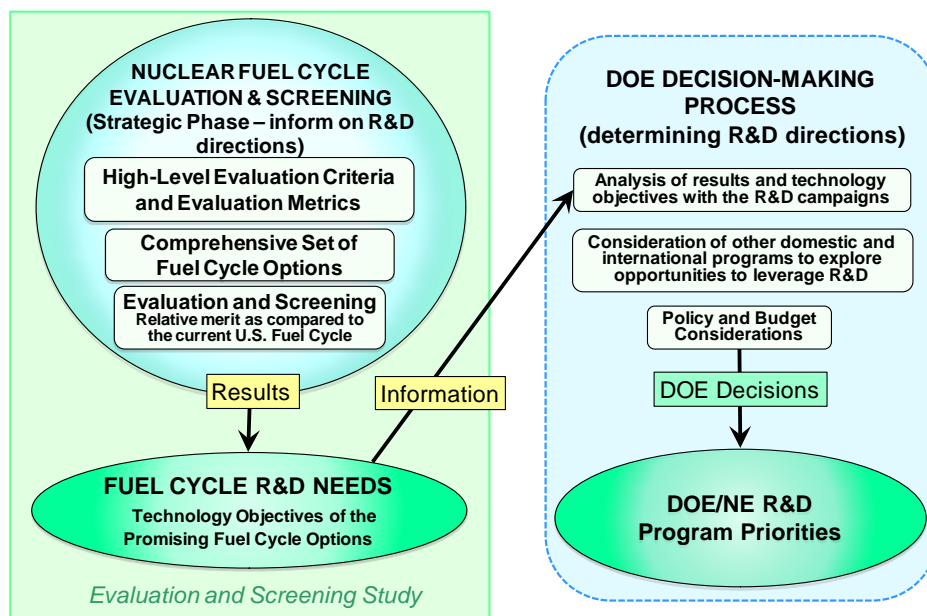 NUCLEAR FUEL CYCLE
EVALUATION & SCREENING
(Strategic Phase – inform on R&D
directions)
High-Level Evaluation Criteria
and Evaluation Metrics
Comprehensive Set of
Fuel Cycle Options
Evaluation and Screening
Relative merit as compared to
the current U.S. Fuel Cycle
Results
Information
FUEL CYCLE R&D NEEDS
Technology Objectives of the
Promising Fuel Cycle Options
Evaluation and Screening Study
DOE DECISION-MAKING
PROCESS
(determining R&D directions)
Analysis of results and technology
objectives with the R&D campaigns
Consideration of other domestic and
international programs to explore
opportunities to leverage R&D
Policy and Budget
Considerations
DOE Decisions
DOE/NE R&D
Program Priorities